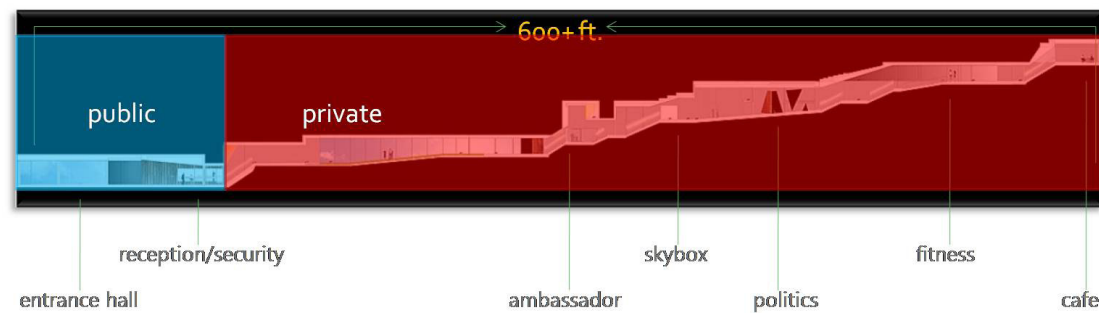 600+ft.
public
private
reception/security
skybox
fitness
entrance hall
ambassador
politics
cafe